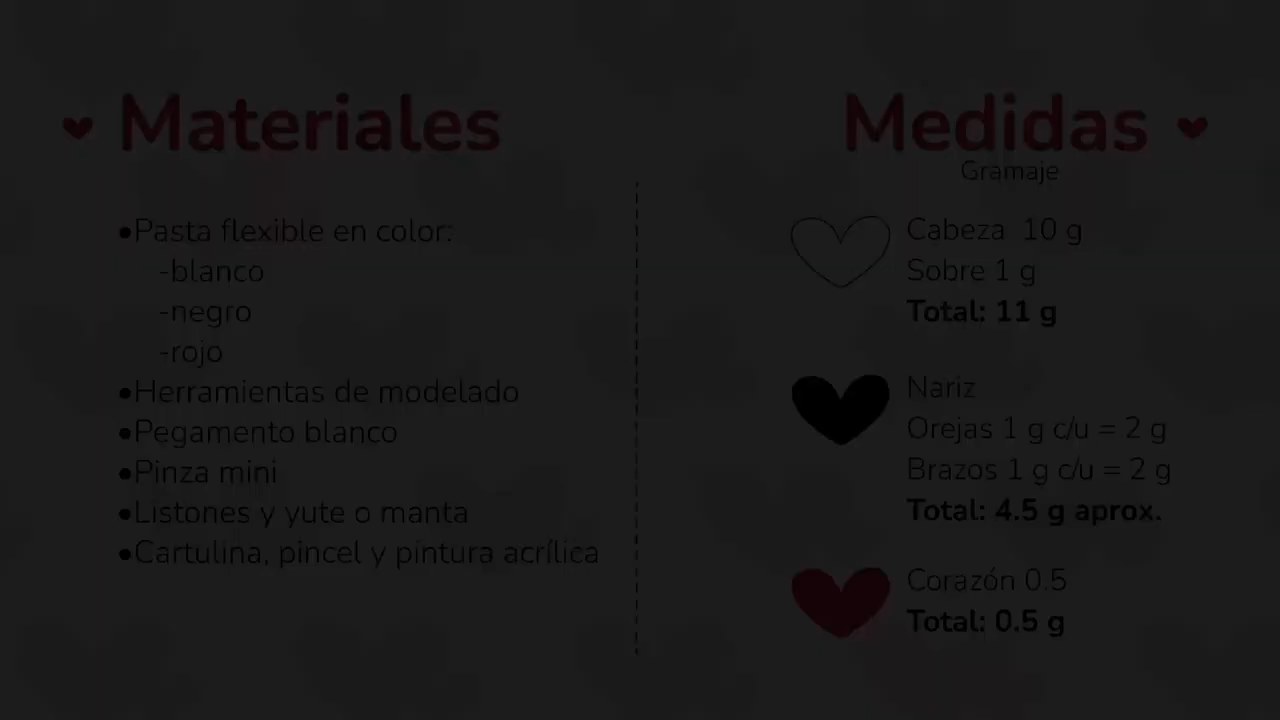 Materiales
•Pasta flexible en color:
-blanco
-negro
-rojo
•Herramientas de modelado
•Pegamento blanco
•Pinza mini
•Listones y yute o manta
•Cartulina, pincel y pintura acrílica
Medidas
Gramaje
Cabeza 10 g
Sobre 1 g
Total: 11 g
Nariz
Orejas 1 g c/u = 2 g
Brazos 1 g c/u = 2 g
Total: 4.5 g aprox.
Corazón 0.5
Total: 0.5 g